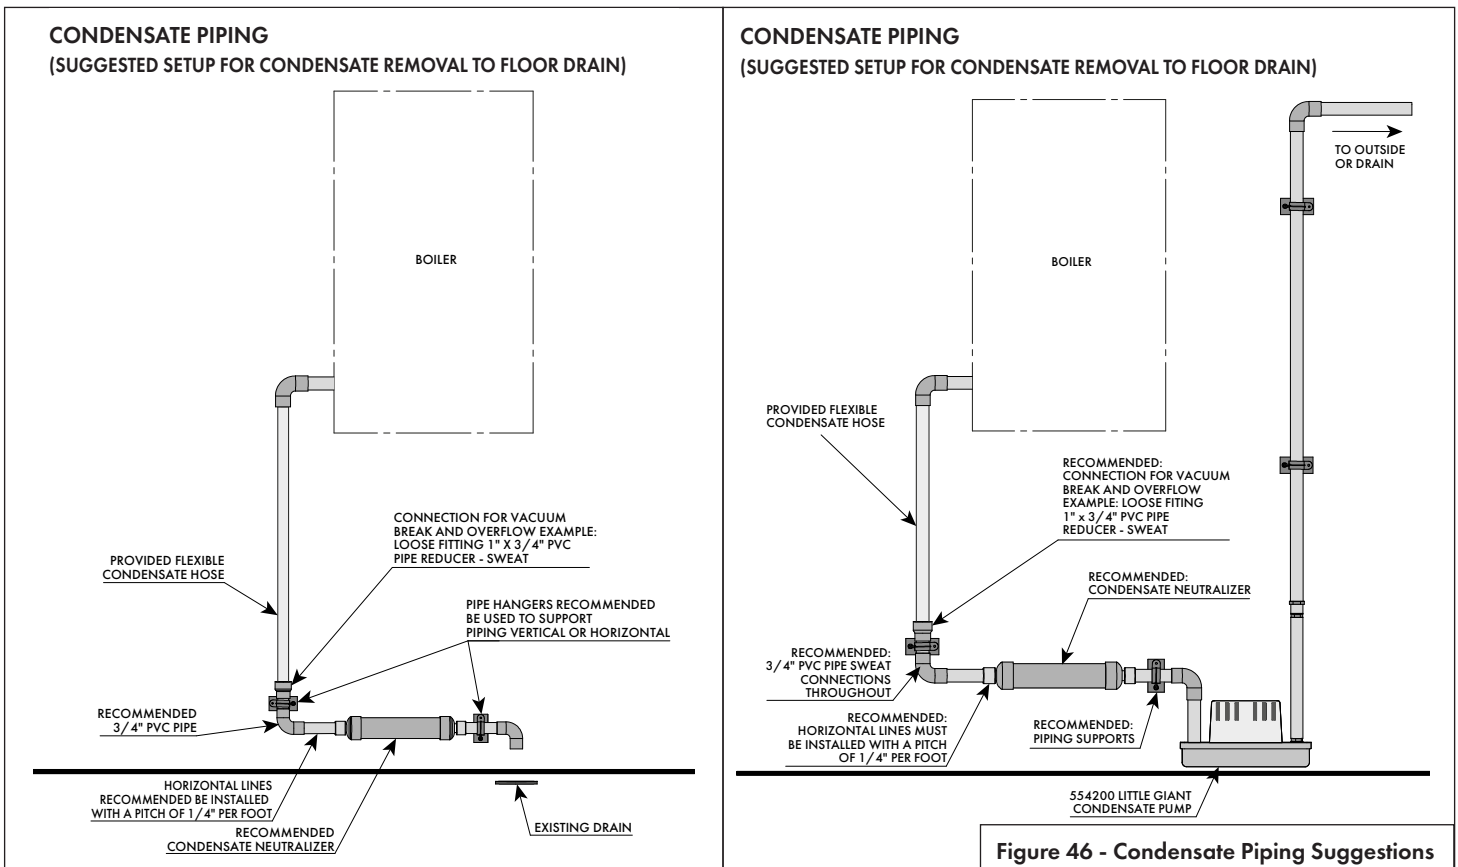 CONDENSATE PIPING
(SUGGESTED SETUP FOR CONDENSATE REMOVAL TO FLOOR DRAIN)
BOILER
CONNECTION FOR VACUUM
BREAK AND OVERFLOW EXAMPLE:
LOOSE FITTING 1" X 3/4" PVC
PIPE REDUCER - SWEAT
PROVIDED FLEXIBLE
CONDENSATE HOSE
PIPE HANGERS RECOMMENDED
BE USED TO SUPPORT
PIPING VERTICAL OR HORIZONTAL
RECOMMENDED
3/4" PVC PIPE
HORIZONTAL LINES
RECOMMENDED BE INSTALLED
WITH A PITCH OF 1/4" PER FOOT
RECOMMENDED
CONDENSATE NEUTRALIZER
EXISTING DRAIN
CONDENSATE PIPING
(SUGGESTED SETUP FOR CONDENSATE REMOVAL TO FLOOR DRAIN)
TO OUTSIDE
OR DRAIN
BOILER
PROVIDED FLEXIBLE
CONDENSATE HOSE
RECOMMENDED:
CONNECTION FOR VACUUM
BREAK AND OVERFLOW
EXAMPLE: LOOSE FITING
1" x 3/4" PVC PIPE
REDUCER - SWEAT
RECOMMENDED:
CONDENSATE NEUTRALIZER
RECOMMENDED:
3/4" PVC PIPE SWEAT
CONNECTIONS
THROUGHOUT
RECOMMENDED:
HORIZONTAL LINES MUST
BE INSTALLED WITH A PITCH
OF 1/4" PER FOOT
RECOMMENDED:
PIPING SUPPORTS
554200 LITTLE GIANT
CONDENSATE PUMP
Figure 46 - Condensate Piping Suggestions